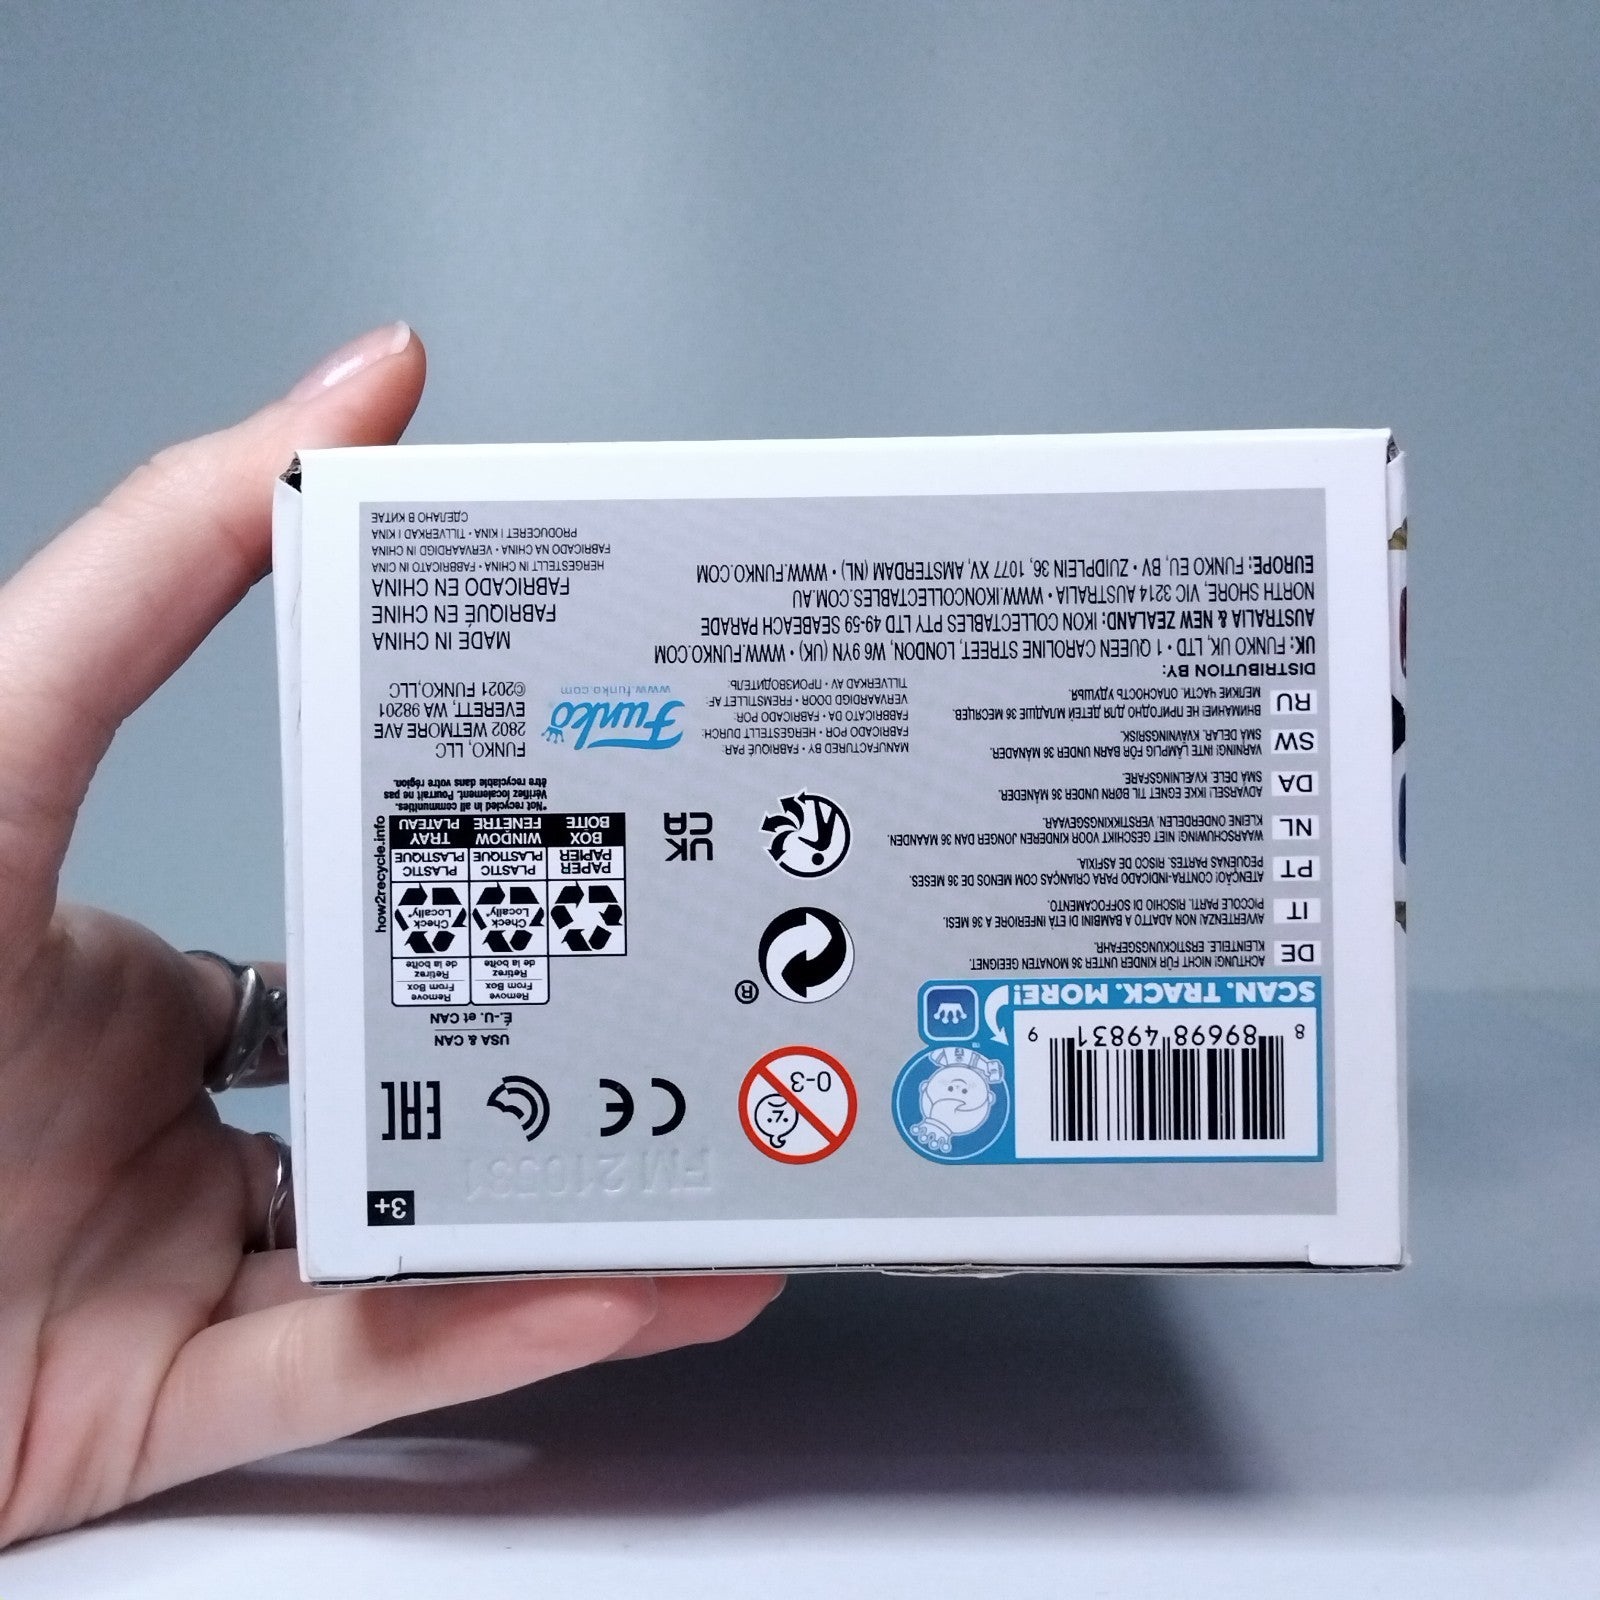 8 89698 49831 9
SCAN. TRACK. MORE!
DE ACHTUNG! NICHT FÜR KINDER UNTER 36 MONATEN GEEIGNET.
KLEINTEILE. ERSTICKUNGSGEFAHR.
IT AVVERTENZA! NON ADATTO A BAMBINI DI ETÀ INFERIORE A 36 MESI.
PICCOLE PARTI. RISCHIO DI SOFFOCAMENTO.
PT ATENÇÃO! CONTRA-INDICADO PARA CRIANÇAS COM MENOS DE 36 MESES.
PEQUENAS PARTES. RISCO DE ASFIXIA.
NL WAARSCHUWING! NIET GESCHIKT VOOR KINDEREN JONGER DAN 36 MAANDEN.
KLEINE ONDERDELEN. VERSTIKKINGSGEVAAR.
DA ADVARSEL! IKKE EGNET TIL BØRN UNDER 36 MÅNEDER.
SMÅ DELE. KVÆLNINGSFARE.
SW VARNING! INTE LÄMPLIG FÖR BARN UNDER 36 MÅNADER.
SMÅ DELAR. KVÄVNINGSRISK.
RU ВНИМАНИЕ! НЕ ПРИГОДНО ДЛЯ ДЕТЕЙ МЛАДШЕ 36 МЕСЯЦЕВ.
МЕЛКИЕ ЧАСТИ. ОПАСНОСТЬ УДУШЬЯ.
DISTRIBUTION BY:
UK: FUNKO UK, LTD • 1 QUEEN CAROLINE STREET, LONDON, W6 9YN (UK) • WWW.FUNKO.COM
AUSTRALIA & NEW ZEALAND: IKON COLLECTABLES PTY LTD 49-59 SEABEACH PARADE
NORTH SHORE, VIC 3214 AUSTRALIA • WWW.IKONCOLLECTABLES.COM.AU
EUROPE: FUNKO EU, BV • ZUIDPLEIN 36, 1077 XV, AMSTERDAM (NL) • WWW.FUNKO.COM
3+
FM 210531
0-3
CE
EAC
®
UK
CA
USA & CAN
É.-U. et CAN
Remove
From Box
Retirez
de la boîte
Remove
From Box
Retirez
de la boîte
Check
Locally*
Check
Locally*
PAPER
PAPIER
PLASTIC
PLASTIQUE
PLASTIC
PLASTIQUE
BOX
BOÎTE
WINDOW
FENÊTRE
TRAY
PLATEAU
how2recycle.info
*Not recycled in all communities.
Vérifiez localement. Pourrait ne pas
être recyclable dans votre région.
MANUFACTURED BY • FABRIQUÉ PAR:
FABRICADO POR • HERGESTELLT DURCH:
FABBRICATO DA • FABRICADO POR:
VERVAARDIGD DOOR • FREMSTILLET AF:
TILLVERKAD AV • ПРОИЗВОДИТЕЛЬ:
Funko
www.funko.com
FUNKO, LLC
2802 WETMORE AVE
EVERETT, WA 98201
©2021 FUNKO,LLC
MADE IN CHINA
FABRIQUÉ EN CHINE
FABRICADO EN CHINA
HERGESTELLT IN CHINA • FABBRICATO IN CINA
FABRICADO NA CHINA • VERVAARDIGD IN CHINA
PRODUCERET I KINA • TILLVERKAD I KINA
СДЕЛАНО В КИТАЕ